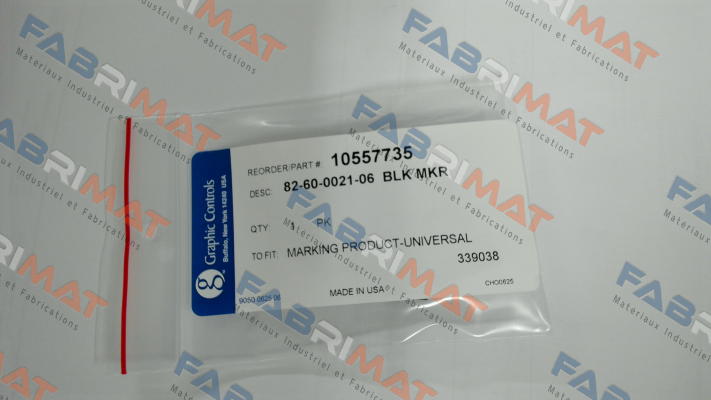 REORDER/PART # 10557735
DESC: 82-60-0021-06 BLK MKR
QTY: 1 PK
TO FIT: MARKING PRODUCT-UNIVERSAL
339038
MADE IN USA
CHO0625
9050-0625-06
g Graphic Controls
Buffalo, New York 14240 USA
FABRIMAT
Materiaux Industriel et Fabrications